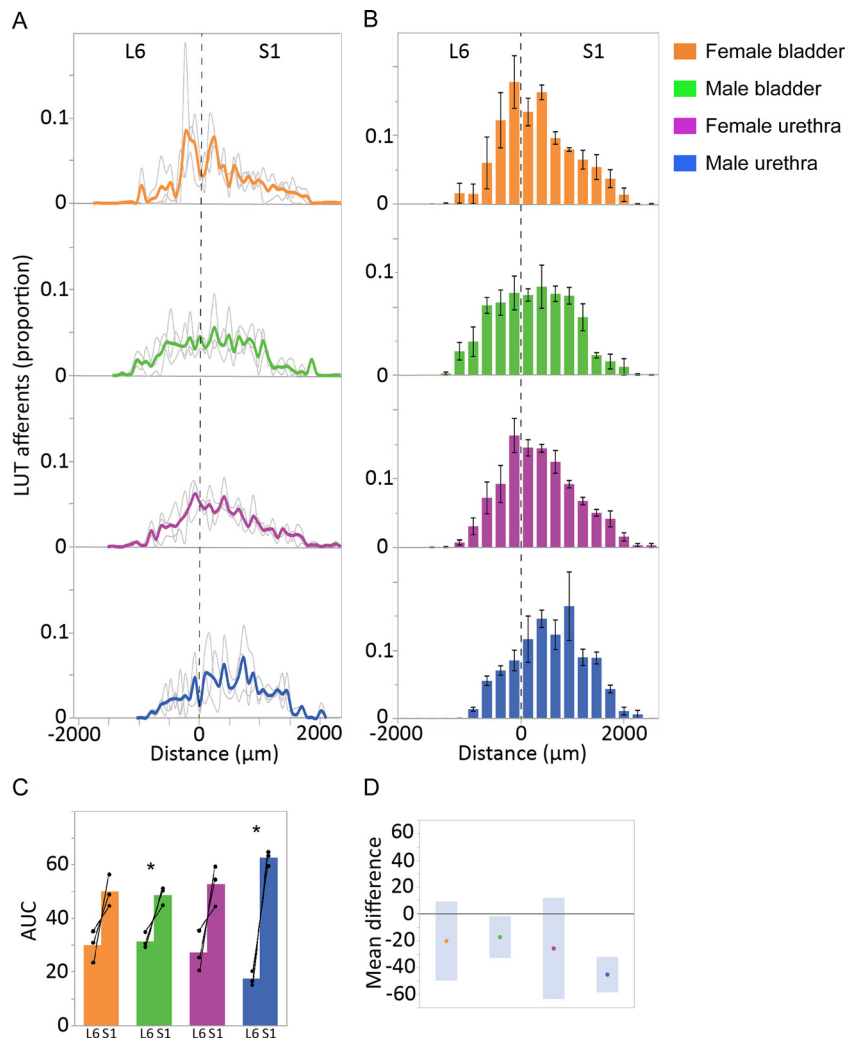 A
B
L6
S1
L6
S1
Female bladder
Male bladder
Female urethra
Male urethra
LUT afferents (proportion)
0.1
0
0.1
0
0.1
0
0.1
0
0.1
0
0.1
0
0.1
0
0.1
0
-2000
0
2000
-2000
0
2000
Distance (µm)
Distance (µm)
C
D
AUC
60
40
20
0
*
*
L6 S1
L6 S1
L6 S1
L6 S1
Mean difference
60
40
20
0
-20
-40
-60